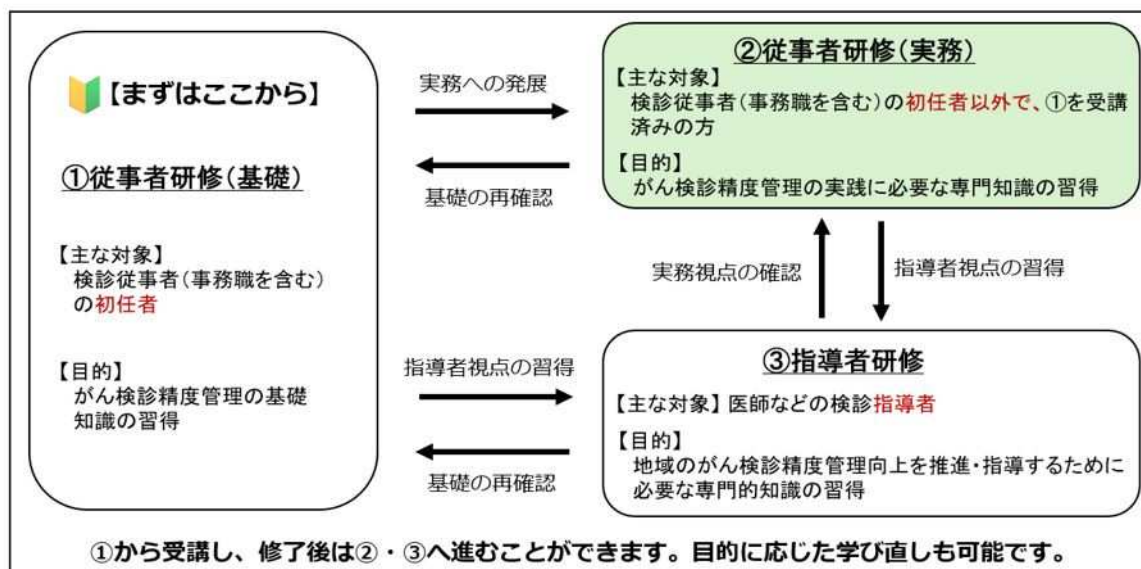 【まずはここから】
①従事者研修(基礎)
【主な対象】
検診従事者(事務職を含む)
の初任者
【目的】
がん検診精度管理の基礎
知識の習得
実務への発展
基礎の再確認
②従事者研修(実務)
【主な対象】
検診従事者(事務職を含む)の初任者以外で、①を受講
済みの方
【目的】
がん検診精度管理の実践に必要な専門知識の習得
実務視点の確認
指導者視点の習得
指導者視点の習得
基礎の再確認
③指導者研修
【主な対象】医師などの検診指導者
【目的】
地域のがん検診精度管理向上を推進・指導するために
必要な専門的知識の習得
①から受講し、修了後は②・③へ進むことができます。目的に応じた学び直しも可能です。